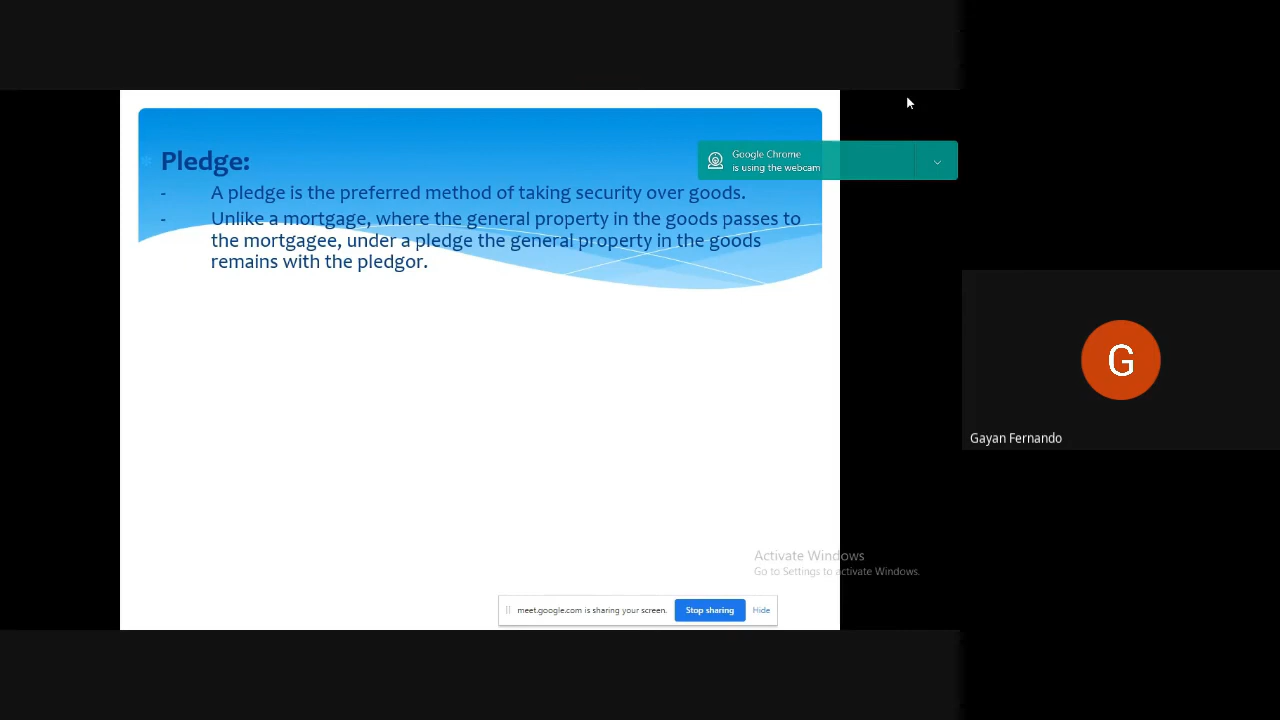 Pledge:
- A pledge is the preferred method of taking security over goods.
- Unlike a mortgage, where the general property in the goods passes to
the mortgagee, under a pledge the general property in the goods
remains with the pledgor.
Google Chrome
is using the webcam
G
Gayan Fernando
Activate Windows
Go to Settings to activate Windows.
meet.google.com is sharing your screen. Stop sharing Hide